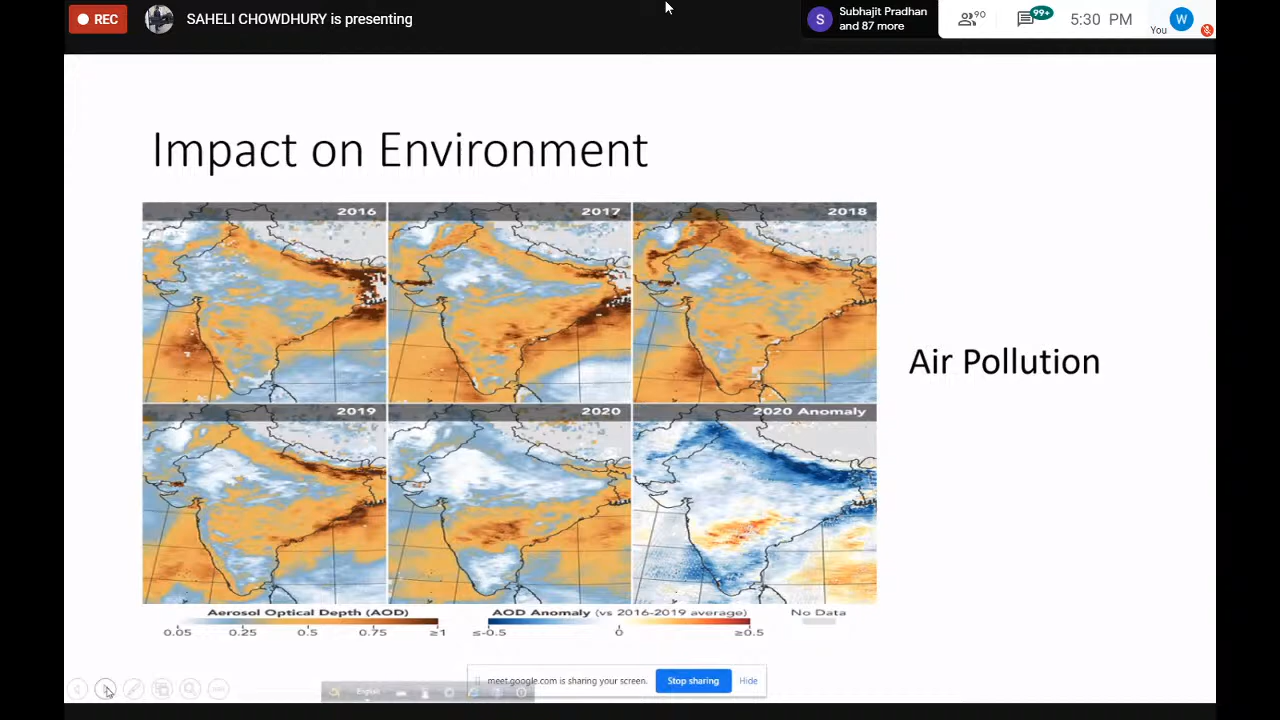 REC
SAHELI CHOWDHURY is presenting
S
Subhajit Pradhan
and 87 more
90
99+
5:30 PM
You
W
Impact on Environment
2016
2017
2018
2019
2020
2020 Anomaly
Air Pollution
Aerosol Optical Depth (AOD)
0.05 0.25 0.5 0.75 ≥1
AOD Anomaly (vs 2016-2019 average)
≤-0.5 0 ≥0.5
No Data
meet.google.com is sharing your screen.
Stop sharing
Hide
English